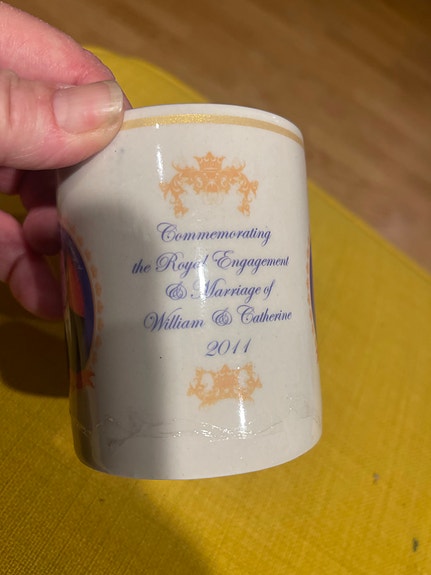 Commemorating
the Royal Engagement
& Marriage of
William & Catherine
2011